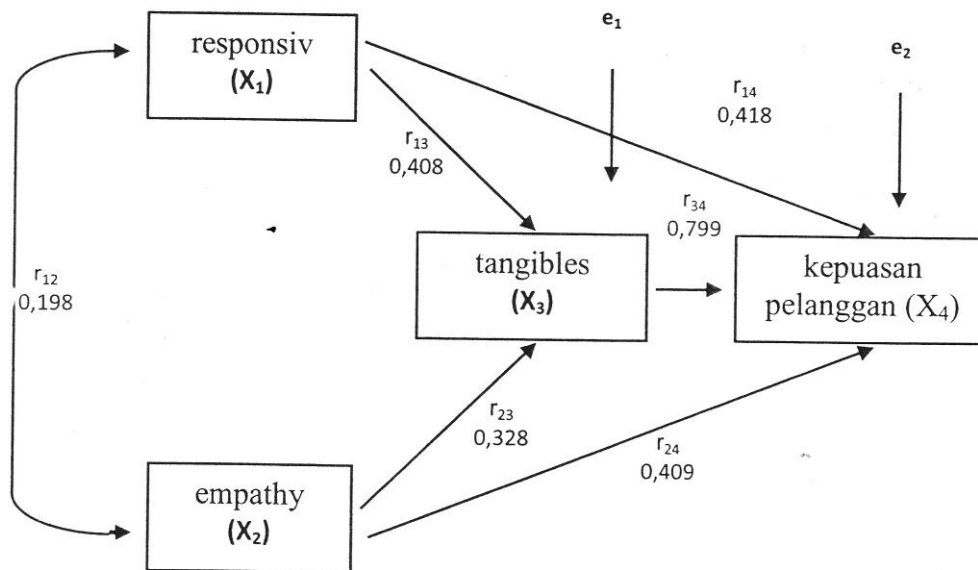 responsiv
(X₁)
e₁
e₂
r₁₄
0,418
r₁₃
0,408
r₃₄
0,799
tangibles
(X₃)
kepuasan
pelanggan (X₄)
r₁₂
0,198
r₂₃
0,328
r₂₄
0,409
empathy
(X₂)